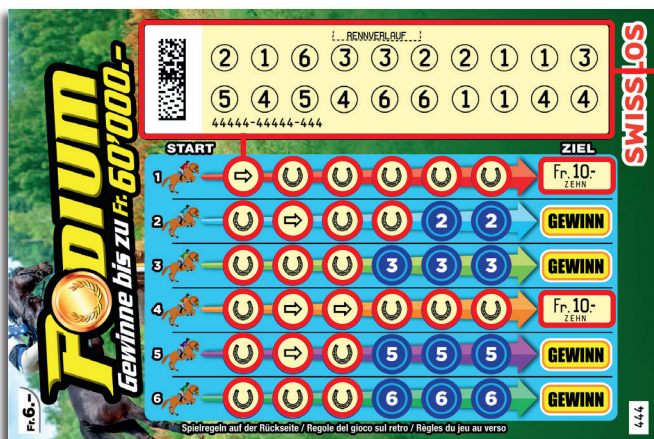 RENNVERLAUF
2 1 6 3 3 2 2 1 1 3
5 4 5 4 6 6 1 1 4 4
44444-44444-444
SWISSLOS
PODIUM
Gewinne bis zu Fr. 60'000.-
Fr. 6.-
START ZIEL
1 Fr. 10.-
ZEHN
2 2 2 GEWINN
3 3 3 3 GEWINN
4 Fr. 10.-
ZEHN
5 5 5 5 GEWINN
6 6 6 6 GEWINN
Spielregeln auf der Rückseite / Regole del gioco sul retro / Règles du jeu au verso
444